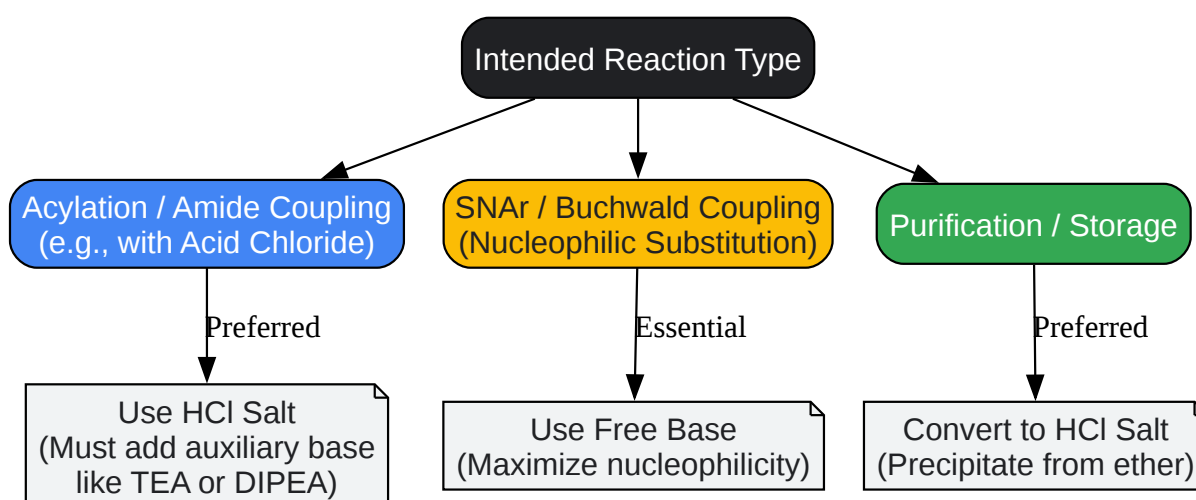 Intended Reaction Type
Acylation / Amide Coupling
(e.g., with Acid Chloride)
SNAr / Buchwald Coupling
(Nucleophilic Substitution)
Purification / Storage
Preferred
Essential
Preferred
Use HCl Salt
(Must add auxiliary base
like TEA or DIPEA)
Use Free Base
(Maximize nucleophilicity)
Convert to HCl Salt
(Precipitate from ether)